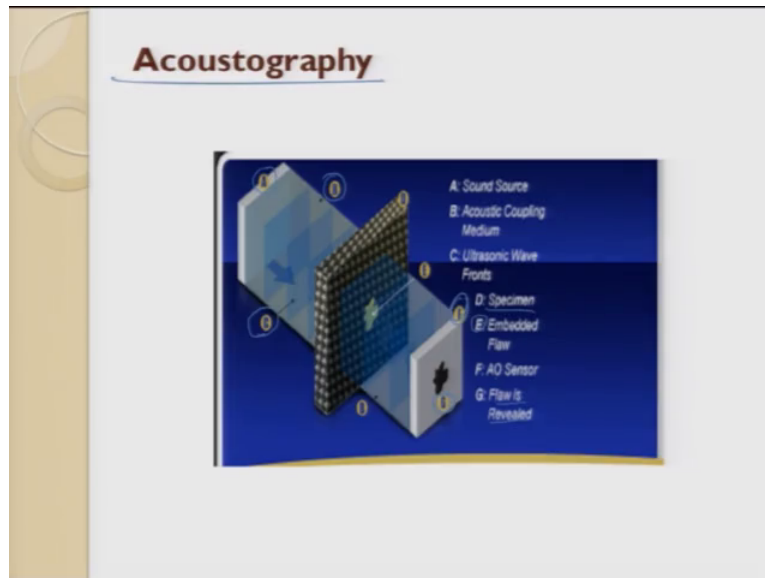 Acoustography
A: Sound Source
B: Acoustic Coupling
Medium
C: Ultrasonic Wave
Fronts
D: Specimen
E: Embedded
Flaw
F: AO Sensor
G: Flaw is
Revealed
A
G